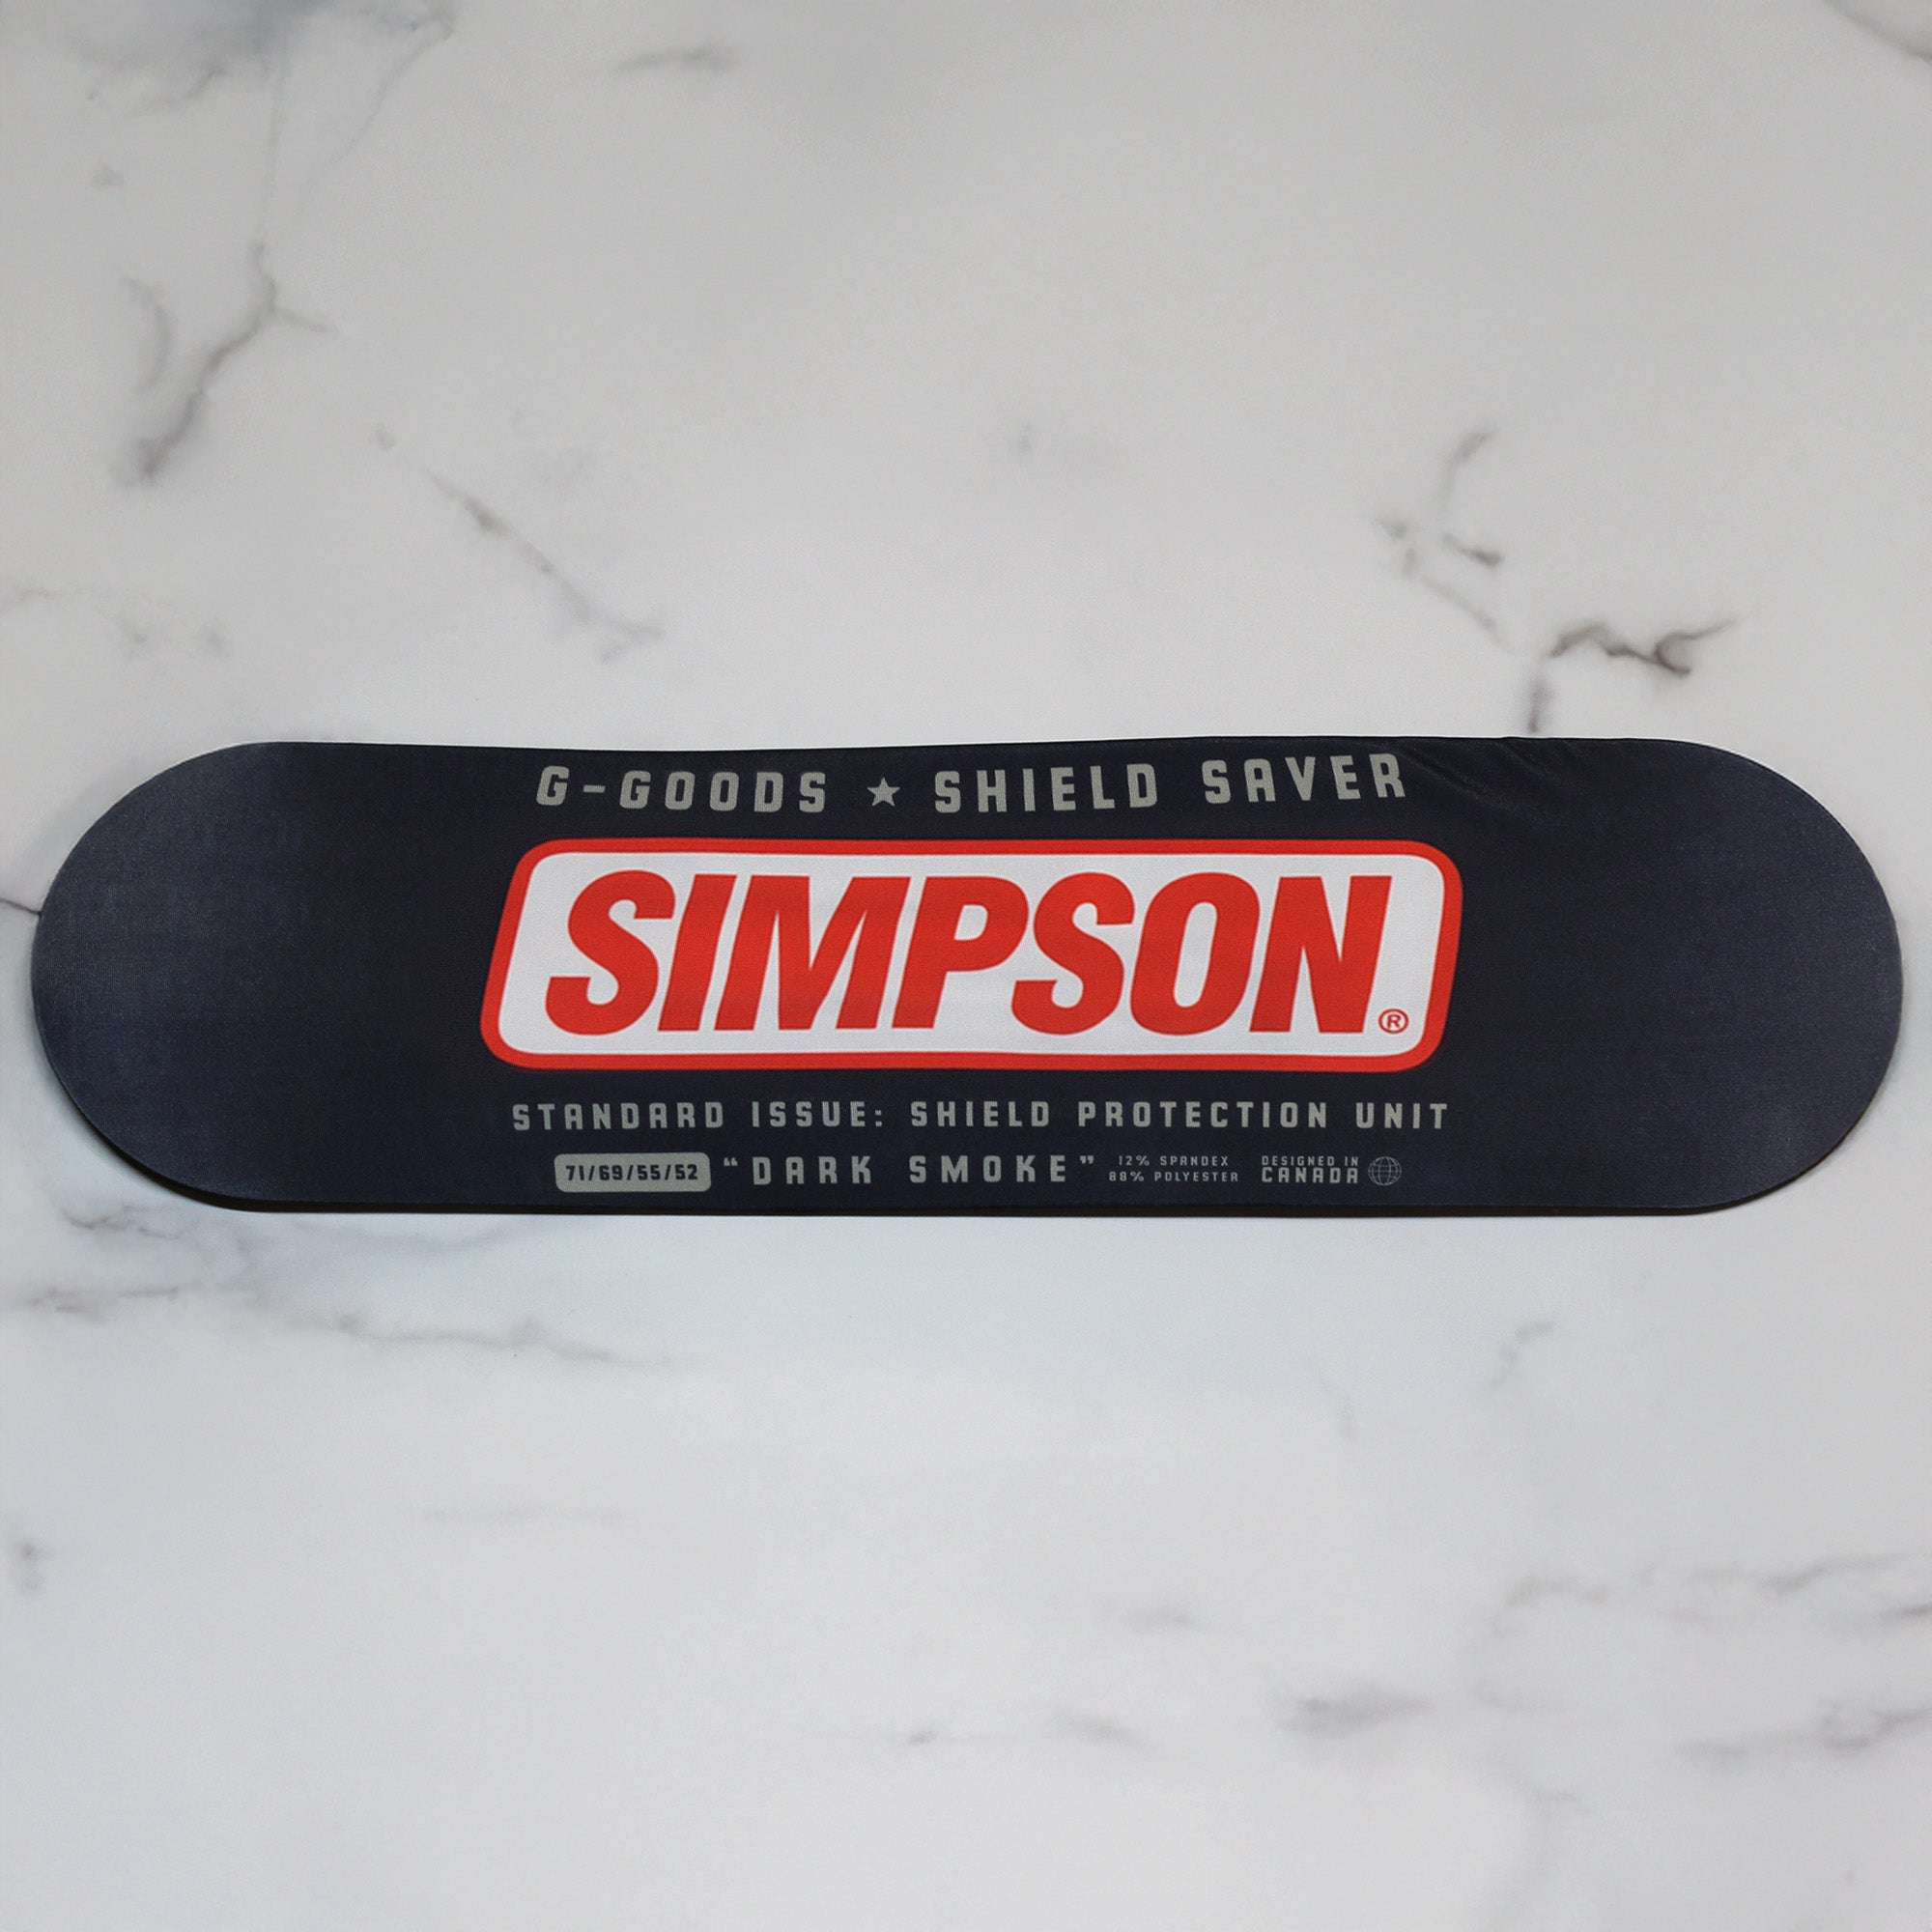 G-GOODS ★ SHIELD SAVER
SIMPSON®
STANDARD ISSUE: SHIELD PROTECTION UNIT
71/69/55/52 “DARK SMOKE” 12% SPANDEX DESIGNED IN
88% POLYESTER CANADA